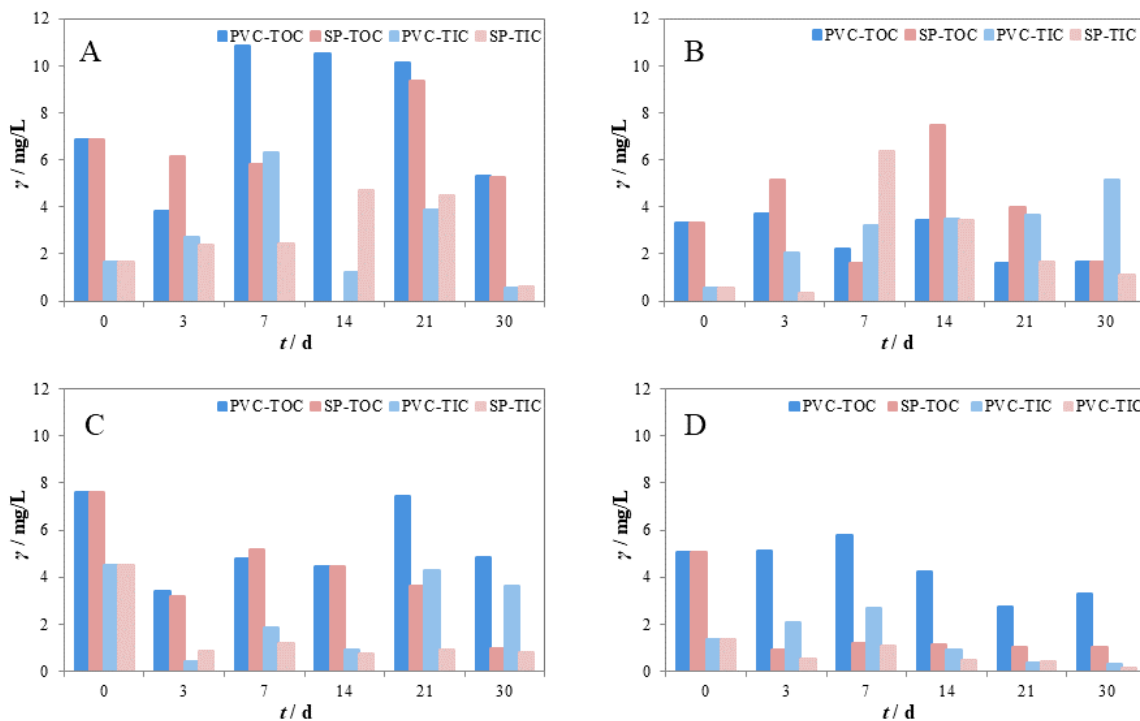 12
PVC-TOC SP-TOC PVC-TIC SP-TIC
A
10
8
γ / mg/L
6
4
2
0
0 3 7 14 21 30
t / d
12
PVC-TOC SP-TOC PVC-TIC SP-TIC
B
10
8
γ / mg/L
6
4
2
0
0 3 7 14 21 30
t / d
12
PVC-TOC SP-TOC PVC-TIC SP-TIC
C
10
8
γ / mg/L
6
4
2
0
0 3 7 14 21 30
t / d
12
PVC-TOC SP-TOC PVC-TIC PVC-TIC
D
10
8
γ / mg/L
6
4
2
0
0 3 7 14 21 30
t / d